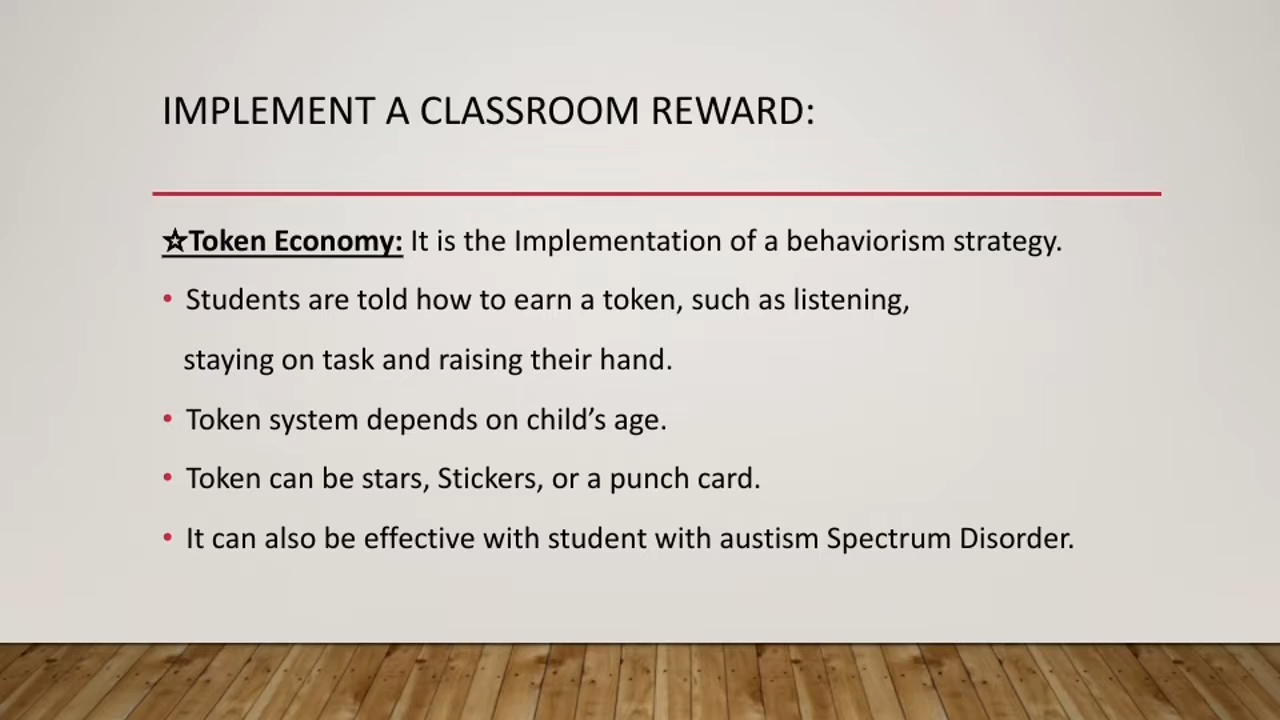 IMPLEMENT A CLASSROOM REWARD:
☆Token Economy: It is the Implementation of a behaviorism strategy.
• Students are told how to earn a token, such as listening,
staying on task and raising their hand.
• Token system depends on child’s age.
• Token can be stars, Stickers, or a punch card.
• It can also be effective with student with austism Spectrum Disorder.